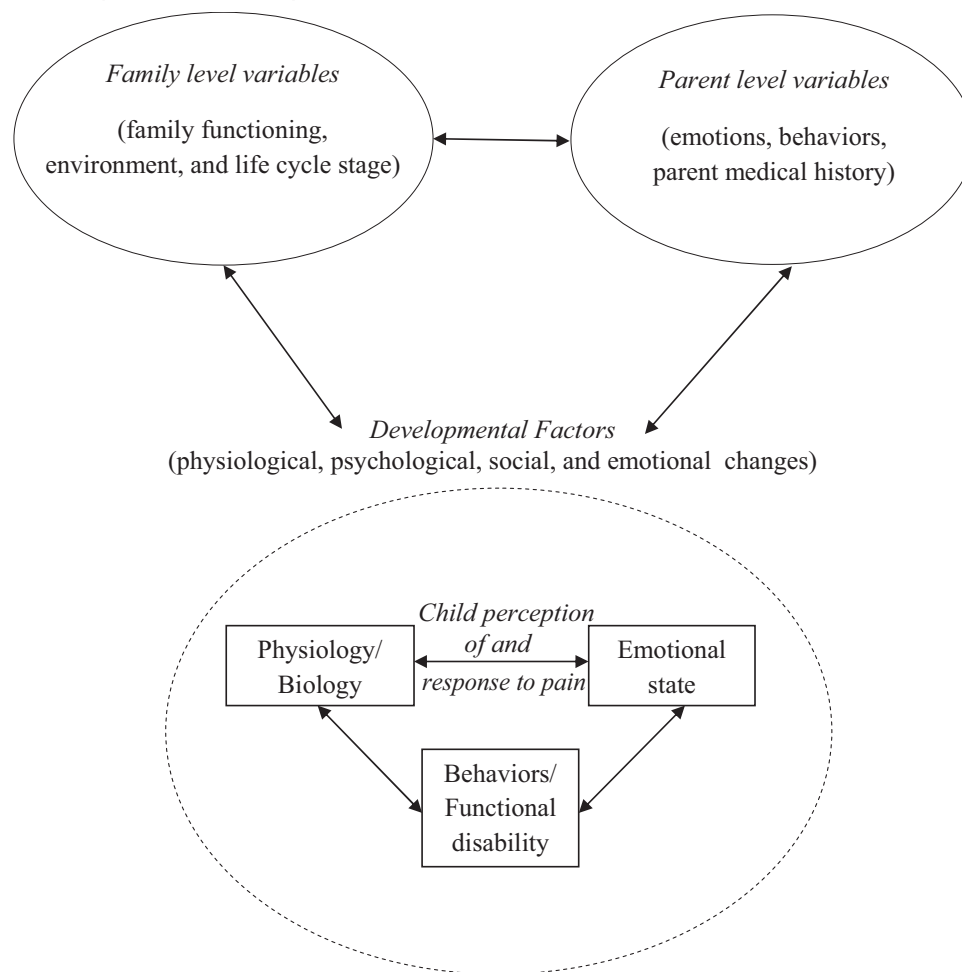 Family level variables
(family functioning,
environment, and life cycle stage)
Parent level variables
(emotions, behaviors,
parent medical history)
Developmental Factors
(physiological, psychological, social, and emotional changes)
Child perception
of and
response to pain
Physiology/
Biology
Emotional
state
Behaviors/
Functional
disability